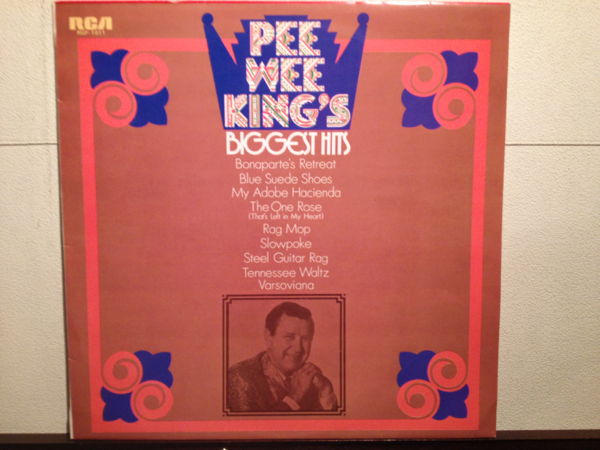 RCA
PEE
WEE
KING'S
BIGGEST HITS
Bonaparte's Retreat
Blue Suede Shoes
My Adobe Hacienda
The One Rose
(That's Left in My Heart)
Rag Mop
Slowpoke
Steel Guitar Rag
Tennessee Waltz
Varsoviana